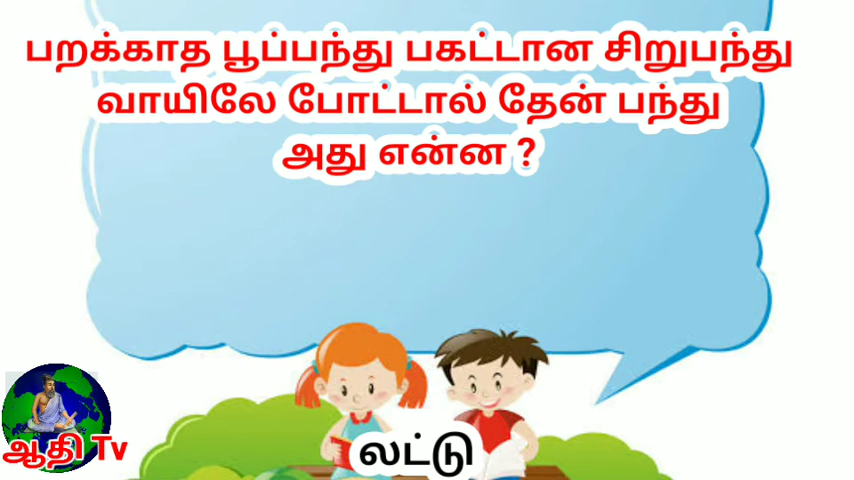 பறக்காத பூப்பந்து பகட்டான சிறுபந்து
வாயிலே போட்டால் தேன் பந்து
அது என்ன ?
ஆதி Tv
லட்டு